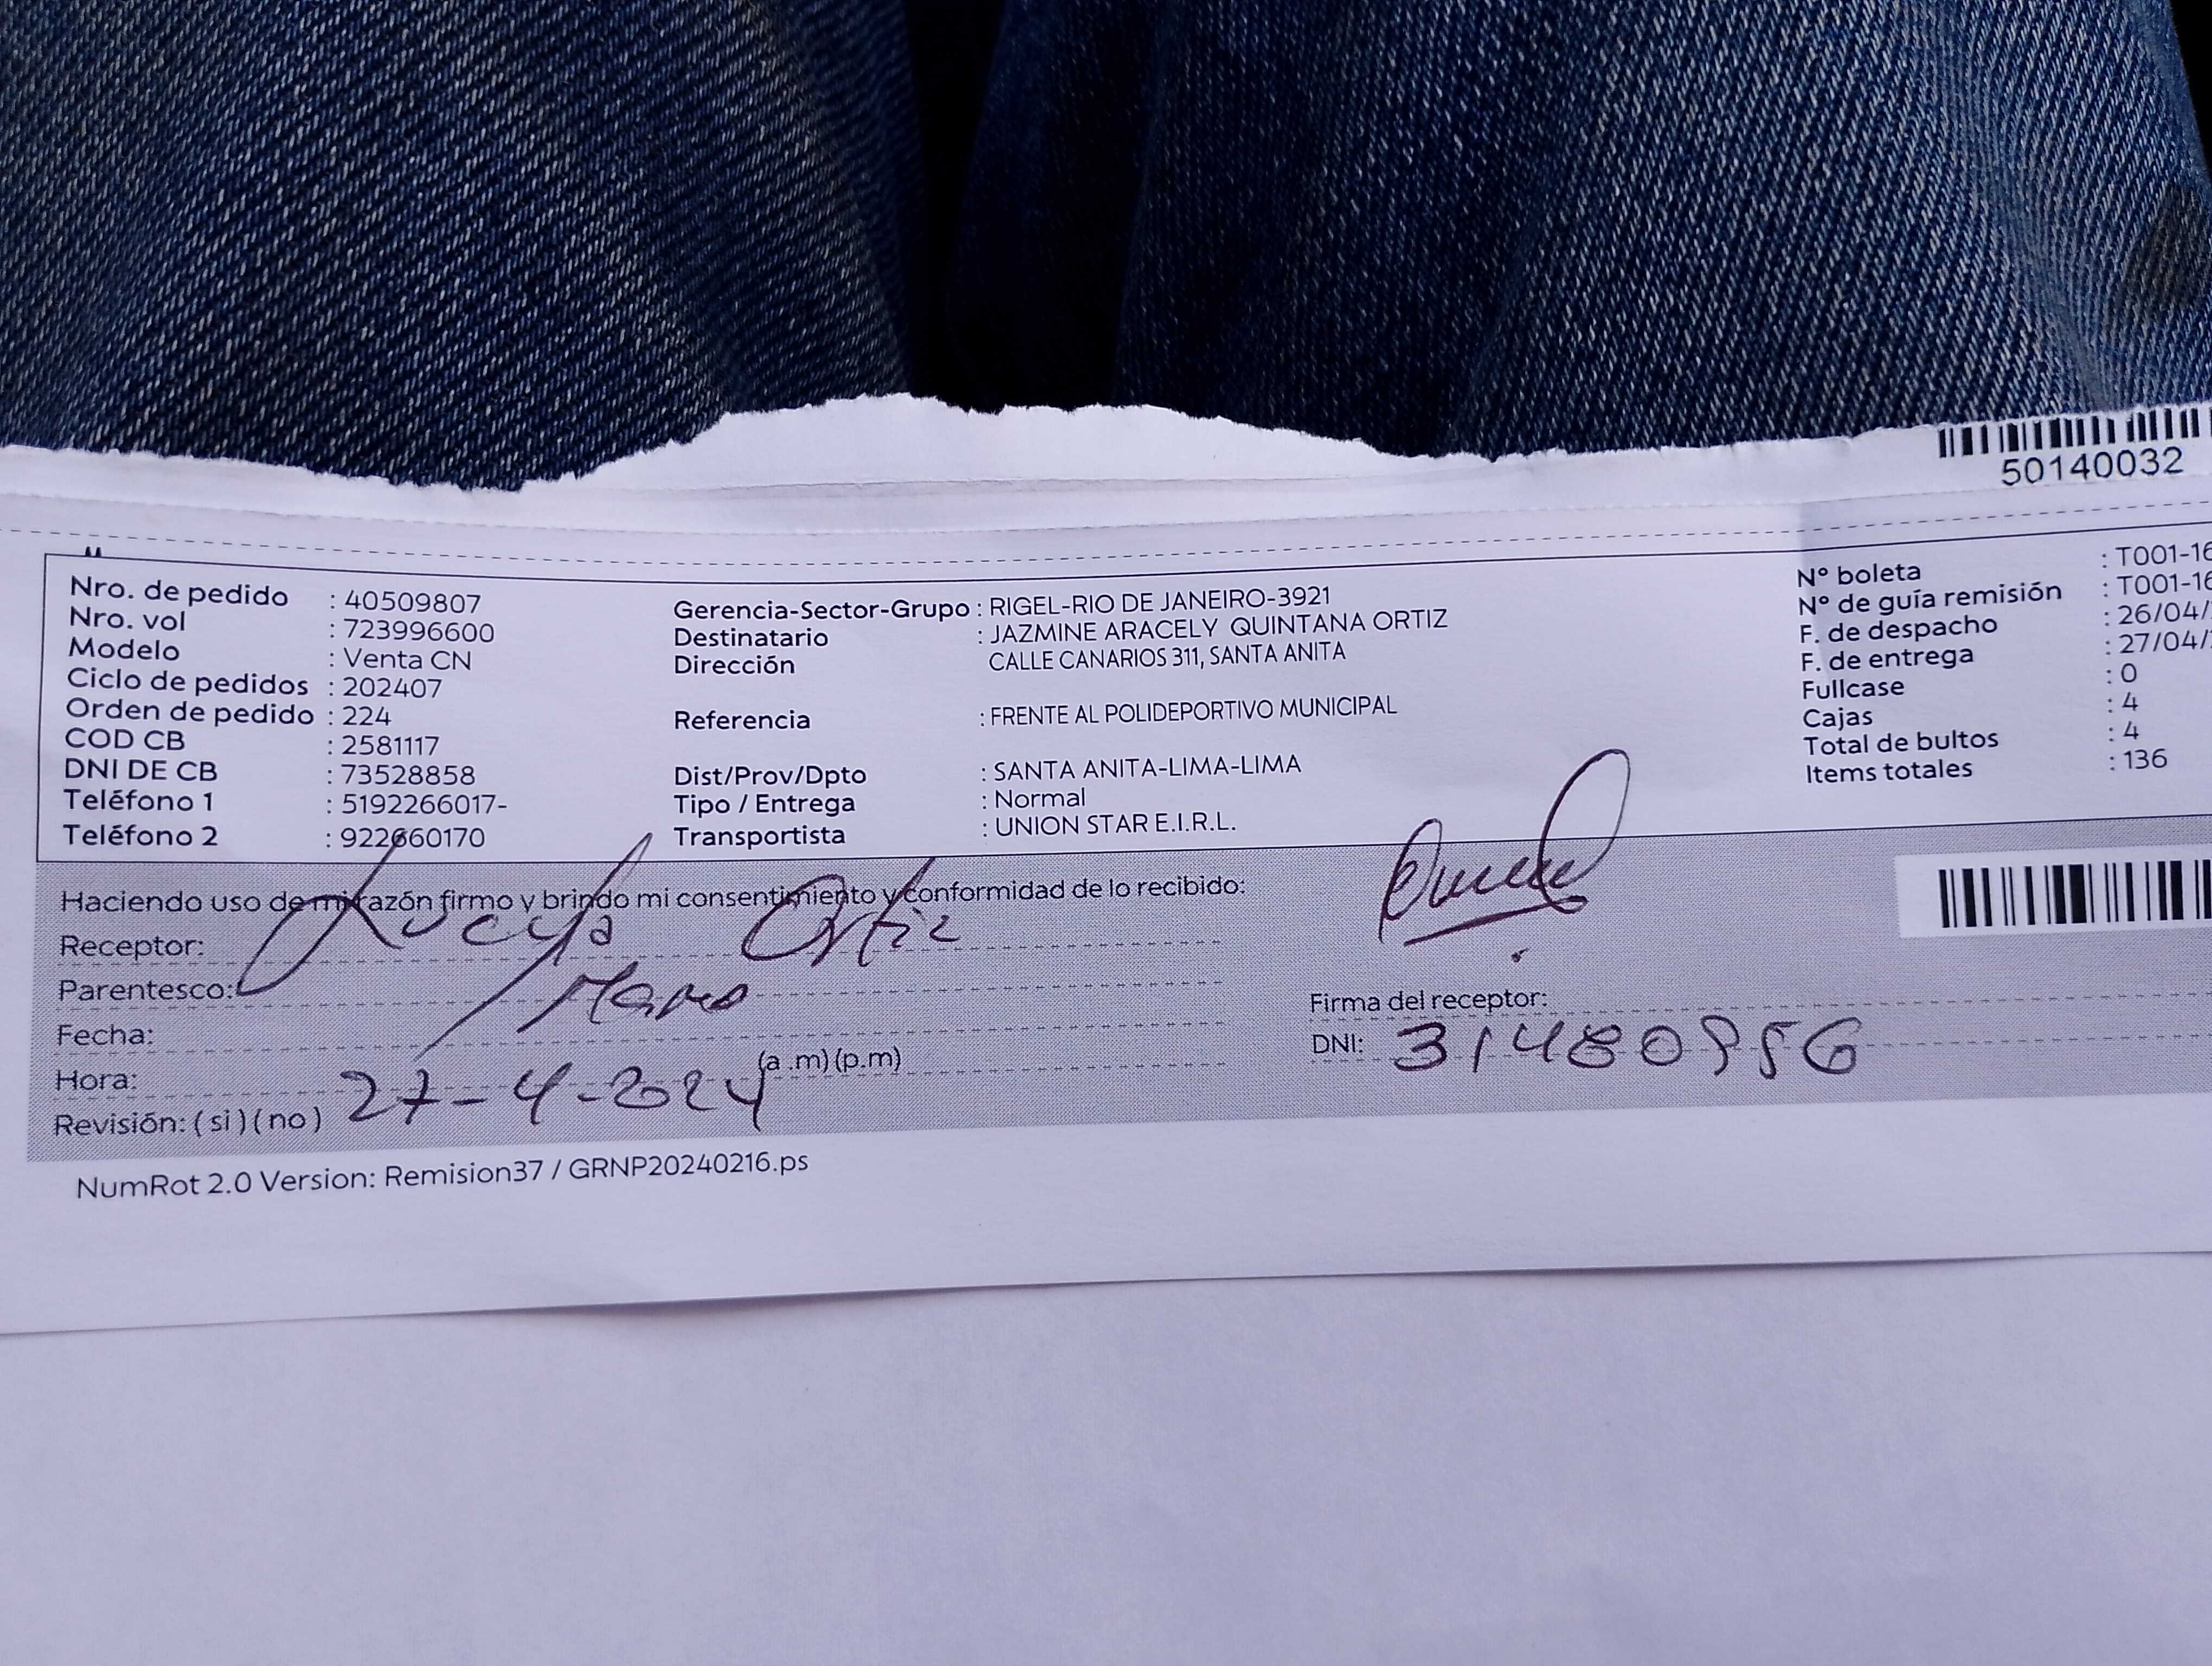 50140032
Nro. de pedido : 40509807
Nro. vol : 723996600
Modelo : Venta CN
Ciclo de pedidos : 202407
Orden de pedido : 224
COD CB : 2581117
DNI DE CB : 73528858
Teléfono 1 : 5192266017-
Teléfono 2 : 922660170
Gerencia-Sector-Grupo : RIGEL-RIO DE JANEIRO-3921
Destinatario : JAZMINE ARACELY QUINTANA ORTIZ
Dirección CALLE CANARIOS 311, SANTA ANITA
Referencia : FRENTE AL POLIDEPORTIVO MUNICIPAL
Dist/Prov/Dpto : SANTA ANITA-LIMA-LIMA
Tipo / Entrega : Normal
Transportista : UNION STAR E.I.R.L.
N° boleta : T001-16
N° de guía remisión : T001-16
F. de despacho : 26/04/
F. de entrega : 27/04/
Fullcase : 0
Cajas : 4
Total de bultos : 4
Items totales : 136
Haciendo uso de mi razón firmo y brindo mi consentimiento y conformidad de lo recibido:
Receptor: Ortiz
Parentesco:
Fecha:
Hora: (a .m) (p.m)
Revisión: ( si ) ( no ) 27-4-2024
Firma del receptor:
DNI:
NumRot 2.0 Version: Remision37 / GRNP20240216.ps